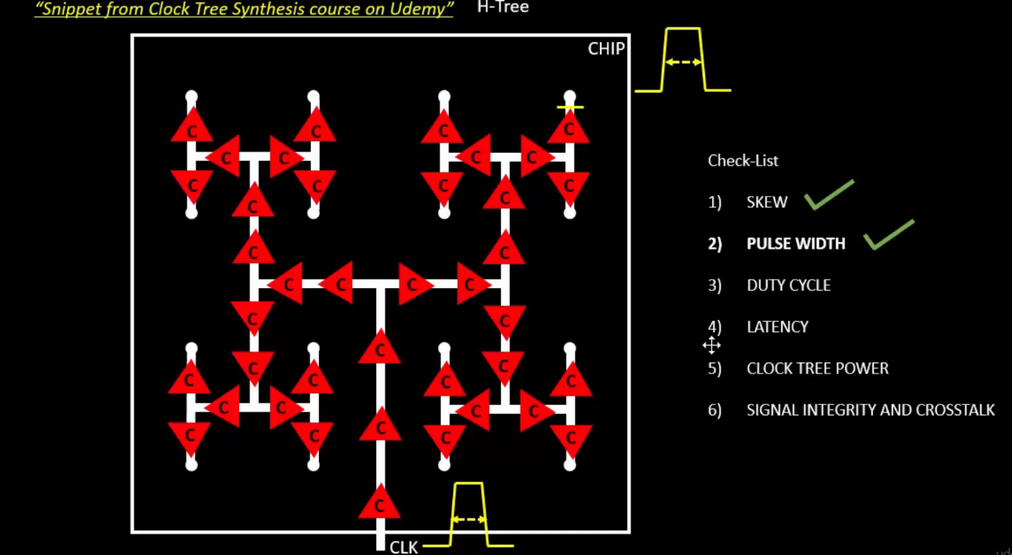 "Snippet from Clock Tree Synthesis course on Udemy" H-Tree
CHIP
C C C C
C C C C
C C C C
C C
C C
C C C C
C C
C
C C
C C C C
C C C C
C C C C
C
C
CLK
Check-List
1) SKEW
2) PULSE WIDTH
3) DUTY CYCLE
4) LATENCY
5) CLOCK TREE POWER
6) SIGNAL INTEGRITY AND CROSSTALK